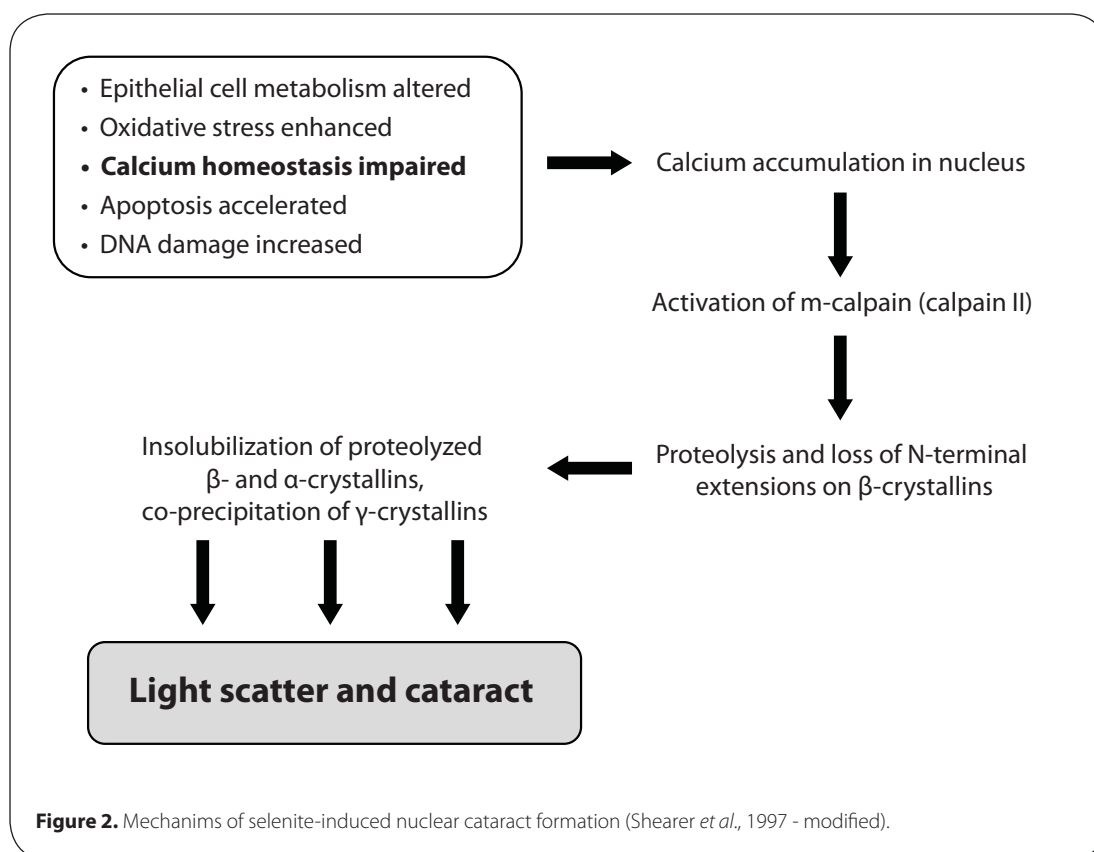 • Epithelial cell metabolism altered
• Oxidative stress enhanced
• Calcium homeostasis impaired
• Apoptosis accelerated
• DNA damage increased
Calcium accumulation in nucleus
Activation of m-calpain (calpain II)
Proteolysis and loss of N-terminal
extensions on β-crystallins
Insolubilization of proteolyzed
β- and α-crystallins,
co-precipitation of γ-crystallins
Light scatter and cataract
Figure 2. Mechanims of selenite-induced nuclear cataract formation (Shearer et al., 1997 - modified).